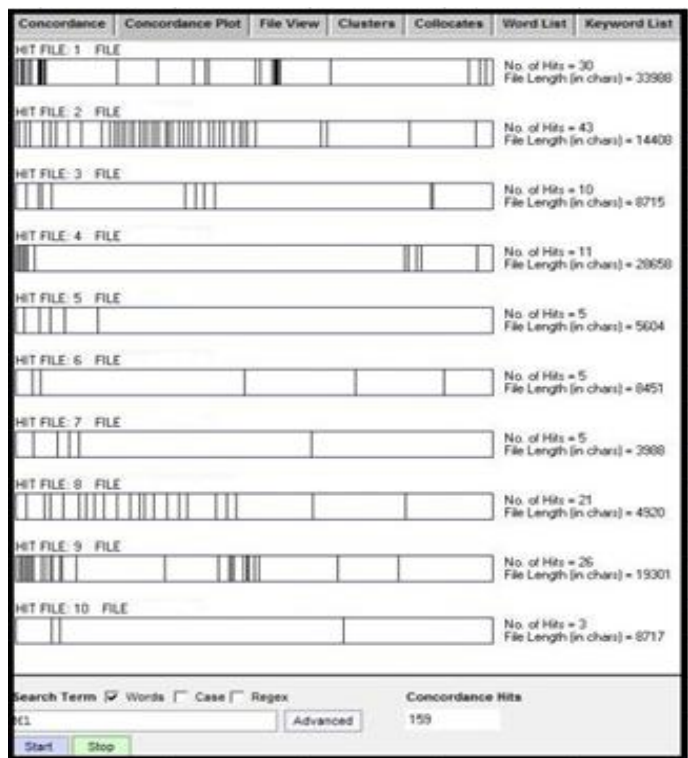 Concordance Concordance Plot File View Clusters Collocates Word List Keyword List
HIT FILE: 1 FILE
No. of Hits = 30
File Length (in chars) = 33988
HIT FILE: 2 FILE
No. of Hits = 43
File Length (in chars) = 14408
HIT FILE: 3 FILE
No. of Hits = 10
File Length (in chars) = 8715
HIT FILE: 4 FILE
No. of Hits = 11
File Length (in chars) = 28658
HIT FILE: 5 FILE
No. of Hits = 5
File Length (in chars) = 5604
HIT FILE: 6 FILE
No. of Hits = 5
File Length (in chars) = 8451
HIT FILE: 7 FILE
No. of Hits = 5
File Length (in chars) = 3988
HIT FILE: 8 FILE
No. of Hits = 21
File Length (in chars) = 4920
HIT FILE: 9 FILE
No. of Hits = 26
File Length (in chars) = 19301
HIT FILE: 10 FILE
No. of Hits = 3
File Length (in chars) = 8717
Search Term Words Case Regex Concordance Hits
Advanced 159
Start Stop